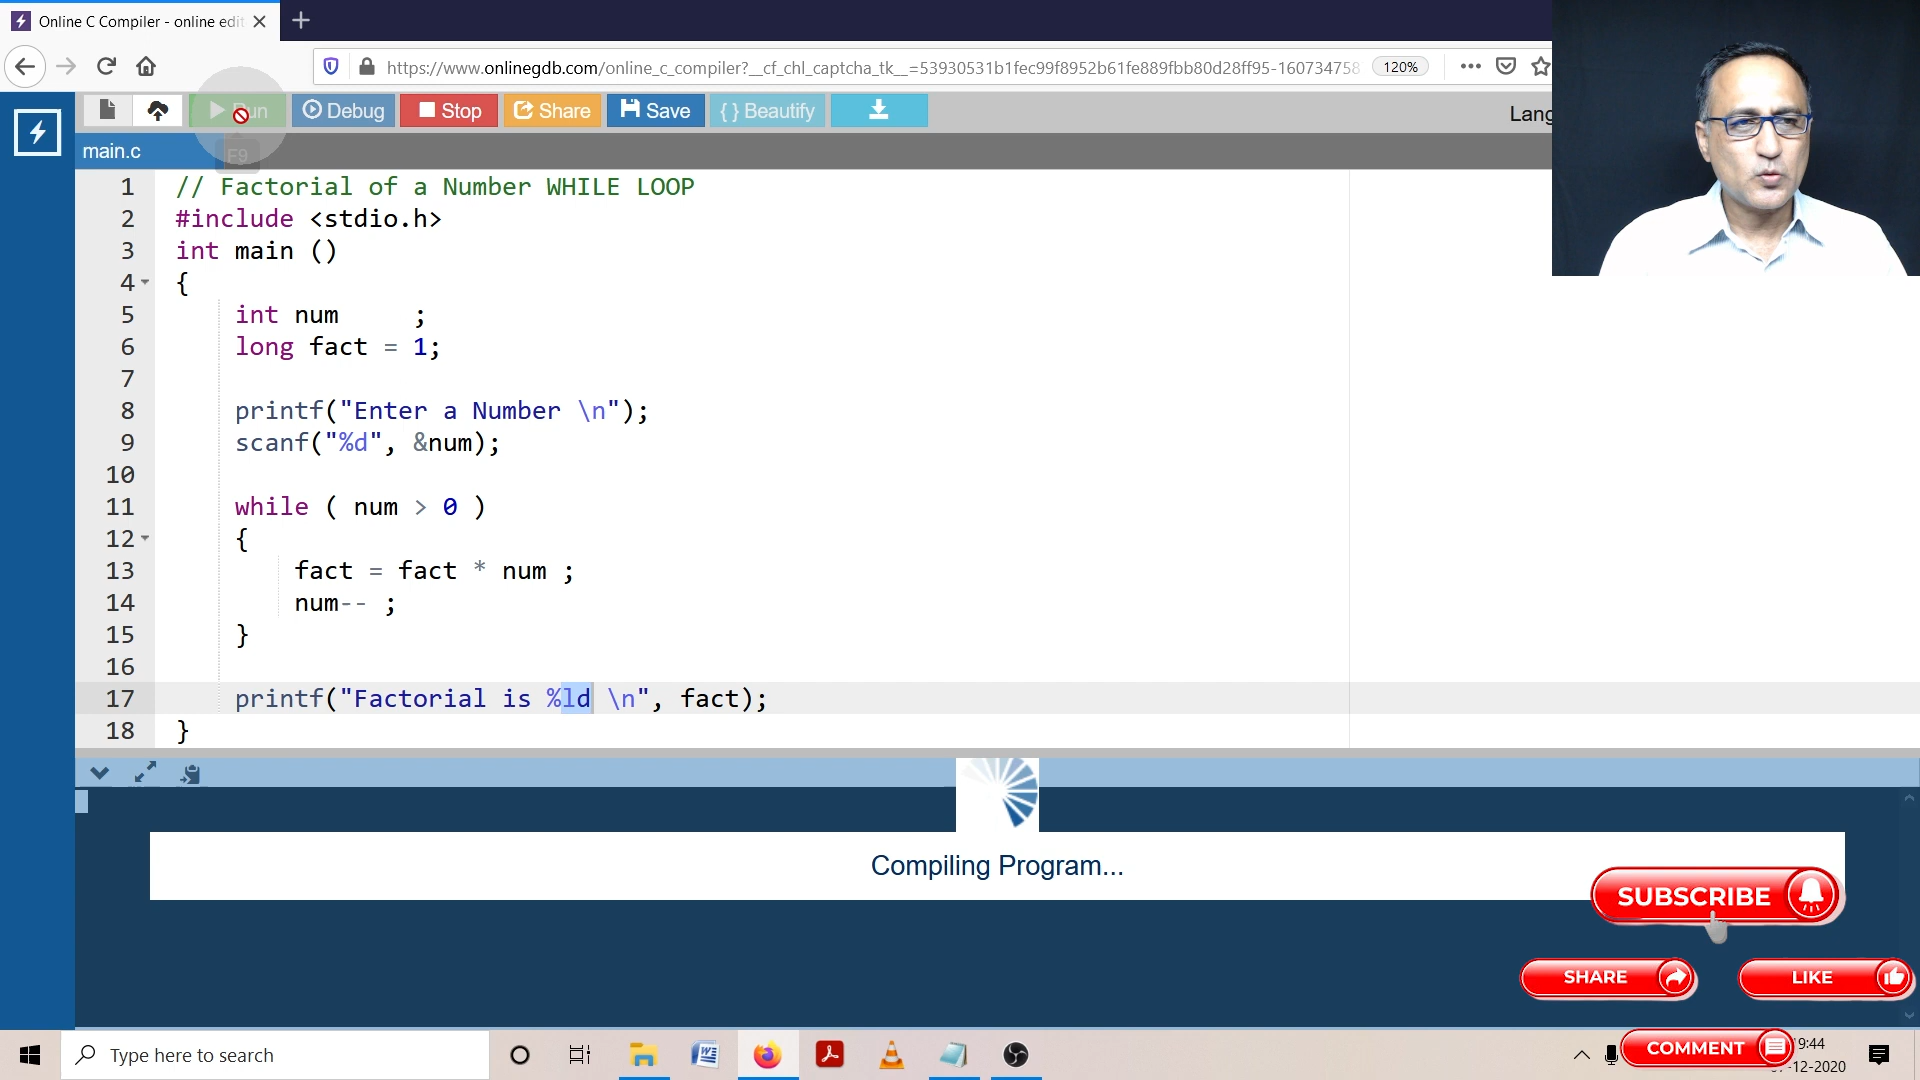 Online C Compiler - online edit
https://www.onlinegdb.com/online_c_compiler?__cf_chl_captcha_tk__=53930531b1fec99f8952b61fe889fbb80d28ff95-160734758
120%
Run
Debug
Stop
Share
Save
{ } Beautify
Lang
F9
main.c
1 // Factorial of a Number WHILE LOOP
2 #include <stdio.h>
3 int main ()
4 {
5 int num ;
6 long fact = 1;
7
8 printf("Enter a Number \n");
9 scanf("%d", &num);
10
11 while ( num > 0 )
12 {
13 fact = fact * num ;
14 num-- ;
15 }
16
17 printf("Factorial is %ld \n", fact);
18 }
Compiling Program...
SUBSCRIBE
SHARE
LIKE
COMMENT
Type here to search
9:44
-12-2020